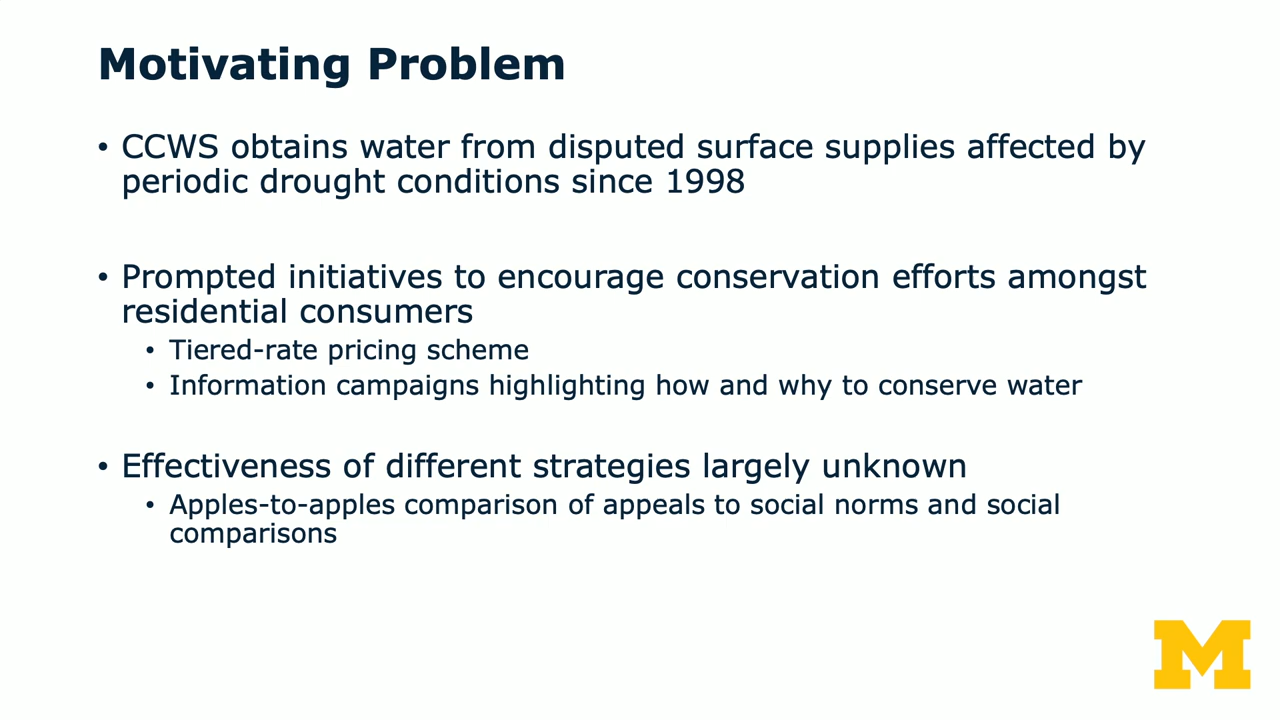 Motivating Problem
• CCWS obtains water from disputed surface supplies affected by
periodic drought conditions since 1998
• Prompted initiatives to encourage conservation efforts amongst
residential consumers
• Tiered-rate pricing scheme
• Information campaigns highlighting how and why to conserve water
• Effectiveness of different strategies largely unknown
• Apples-to-apples comparison of appeals to social norms and social
comparisons
M